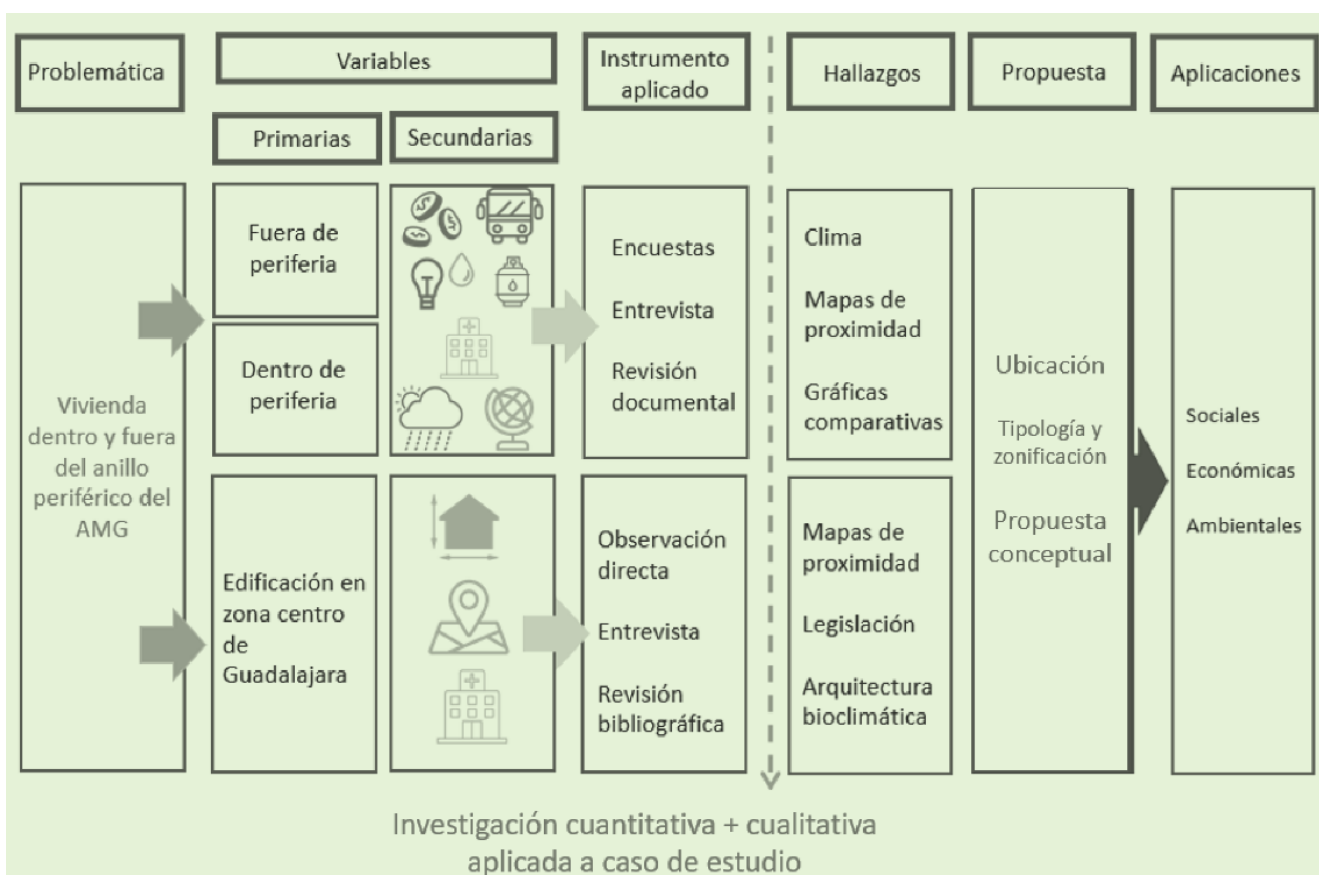 Problemática
Variables
Instrumento
aplicado
Hallazgos
Propuesta
Aplicaciones
Primarias
Secundarias
Vivienda
dentro y fuera
del anillo
periférico del
AMG
Fuera de
periferia
Dentro de
periferia
Encuestas
Entrevista
Revisión
documental
Clima
Mapas de
proximidad
Gráficas
comparativas
Edificación en
zona centro
de
Guadalajara
Observación
directa
Entrevista
Revisión
bibliográfica
Mapas de
proximidad
Legislación
Arquitectura
bioclimática
Ubicación
Tipología y
zonificación
Propuesta
conceptual
Sociales
Económicas
Ambientales
Investigación cuantitativa + cualitativa
aplicada a caso de estudio